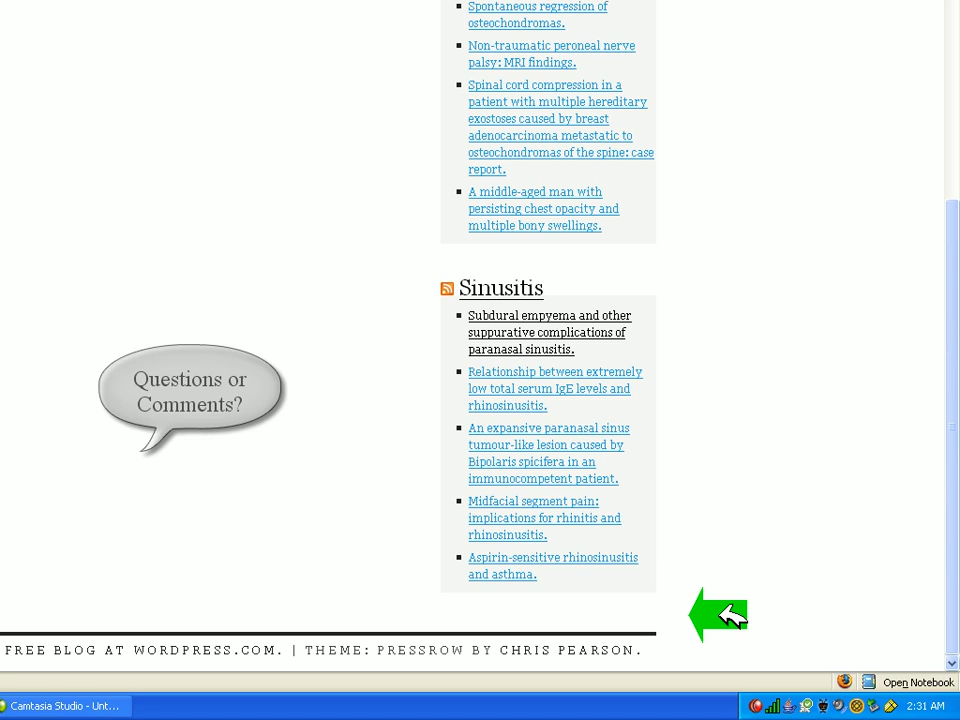 Spontaneous regression of
osteochondromas.
Non-traumatic peroneal nerve
palsy: MRI findings.
Spinal cord compression in a
patient with multiple hereditary
exostoses caused by breast
adenocarcinoma metastatic to
osteochondromas of the spine: case
report.
A middle-aged man with
persisting chest opacity and
multiple bony swellings.
Sinusitis
Subdural empyema and other
suppurative complications of
paranasal sinusitis.
Relationship between extremely
low total serum IgE levels and
rhinosinusitis.
An expansive paranasal sinus
tumour-like lesion caused by
Bipolaris spicifera in an
immunocompetent patient.
Midfacial segment pain:
implications for rhinitis and
rhinosinusitis.
Aspirin-sensitive rhinosinusitis
and asthma.
Questions or
Comments?
FREE BLOG AT WORDPRESS.COM. | THEME: PRESSROW BY CHRIS PEARSON.
Open Notebook
Camtasia Studio - Unt...
2:31 AM